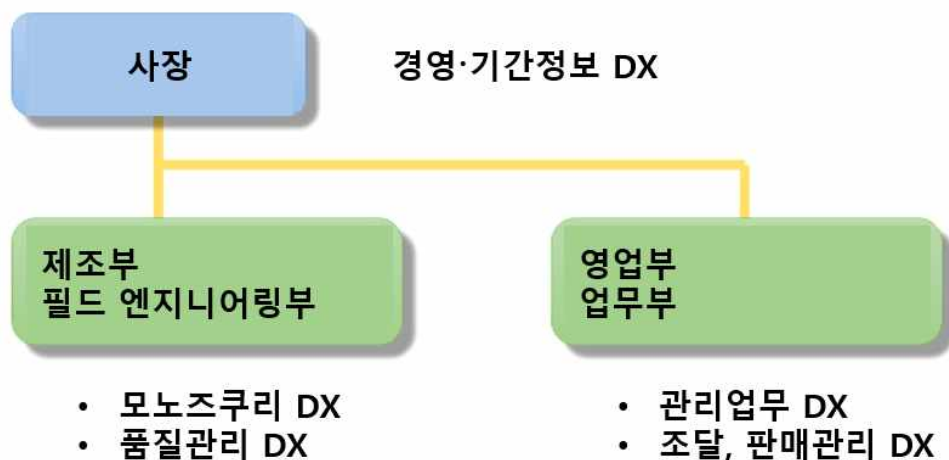 사장
경영·기간정보 DX
제조부
필드 엔지니어링부
영업부
업무부
• 모노즈쿠리 DX
• 품질관리 DX
• 관리업무 DX
• 조달, 판매관리 DX